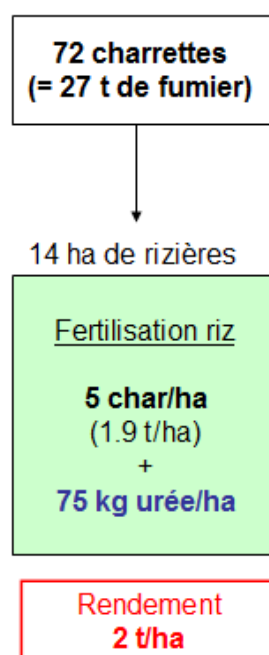 72 charrettes
(= 27 t de fumier)
14 ha de rizières
Fertilisation riz
5 char/ha
(1.9 t/ha)
+
75 kg urée/ha
Rendement
2 t/ha